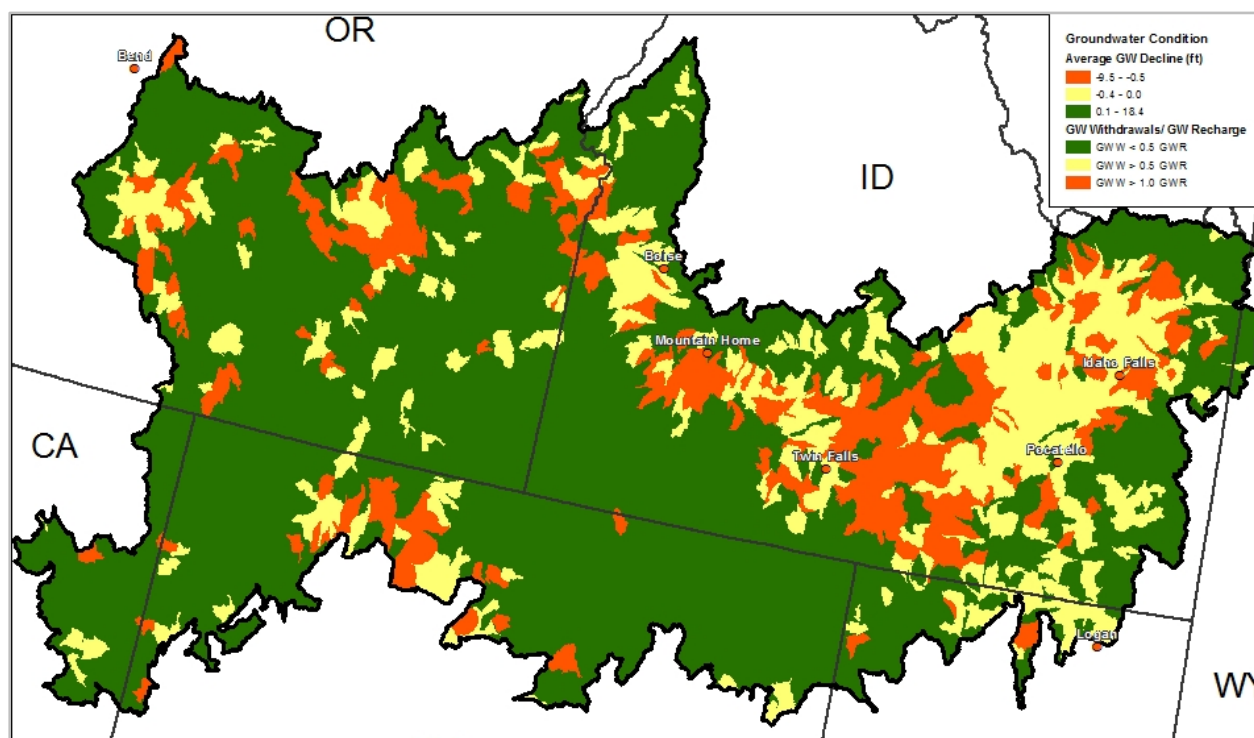 OR
Bend
Groundwater Condition
Average GW Decline (ft)
-9.5 - -0.5
-0.4 - 0.0
0.1 - 18.4
GW Withdrawals/ GW Recharge
GWW < 0.5 GWR
GWW > 0.5 GWR
GWW > 1.0 GWR
ID
Boise
Mountain Home
Idaho Falls
CA
Twin Falls
Pocatello
Logan
WY